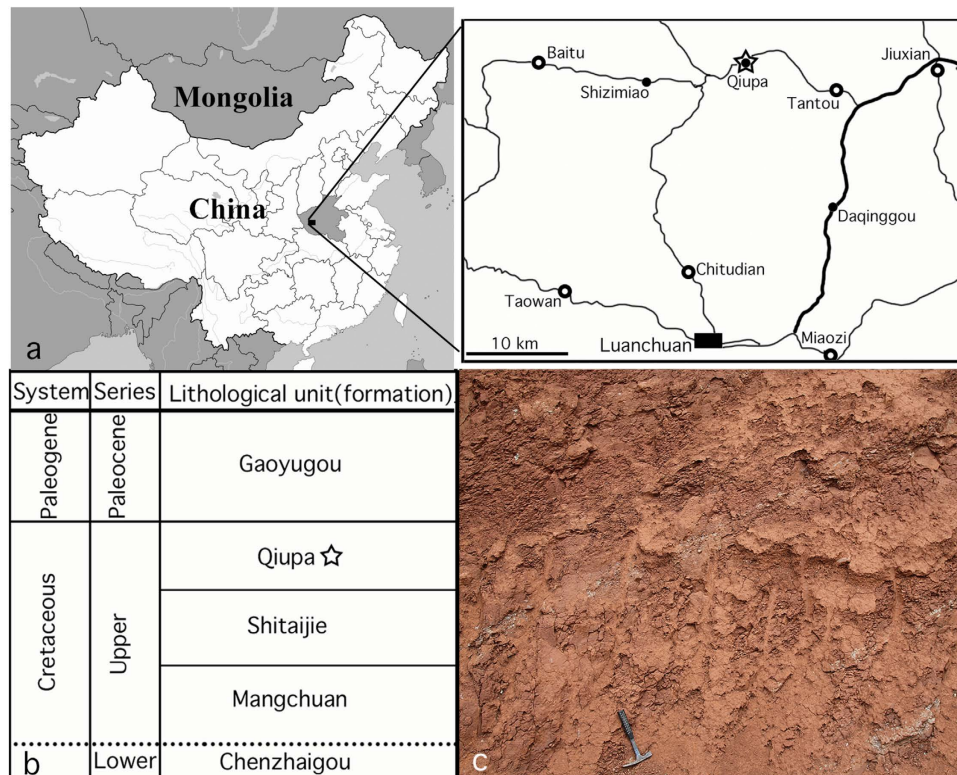 Mongolia
China
a
Baitu
Shizimiao
Qiupa
Tantou
Jiuxian
Daqinggou
Chitudian
Taowan
Luanchuan
Miaozi
10 km
System Series Lithological unit(formation)
Paleogene Paleocene Gaoyugou
Cretaceous Upper Qiupa
Shitaijie
Mangchuan
Lower Chenzhaigou
b
c